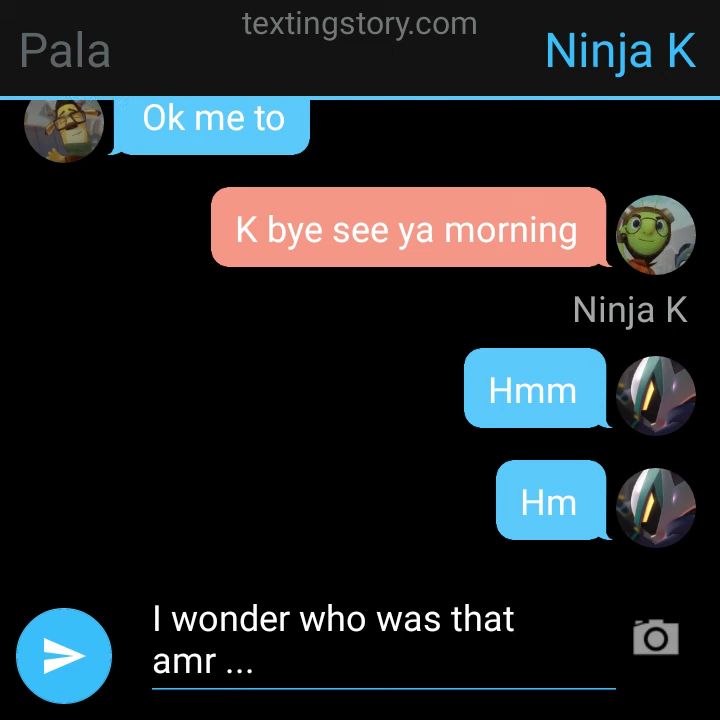 textingstory.com
Pala
Ninja K
Ok me to
K bye see ya morning
Ninja K
Hmm
Hm
I wonder who was that
amr ...